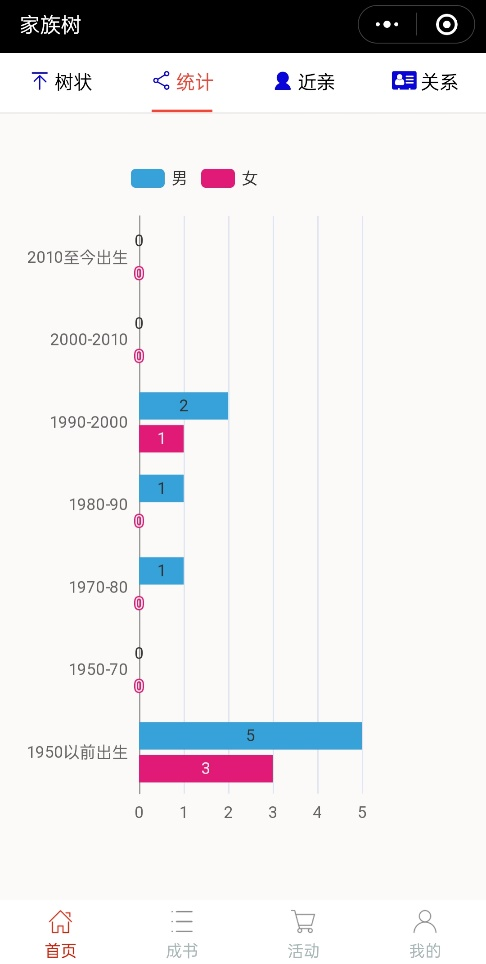 家族树
树状 统计 近亲 关系
男 女
2010至今出生 0
0
2000-2010 0
0
1990-2000 2
1
1980-90 1
0
1970-80 1
0
1950-70 0
0
1950以前出生 5
3
0 1 2 3 4 5
首页 成书 活动 我的